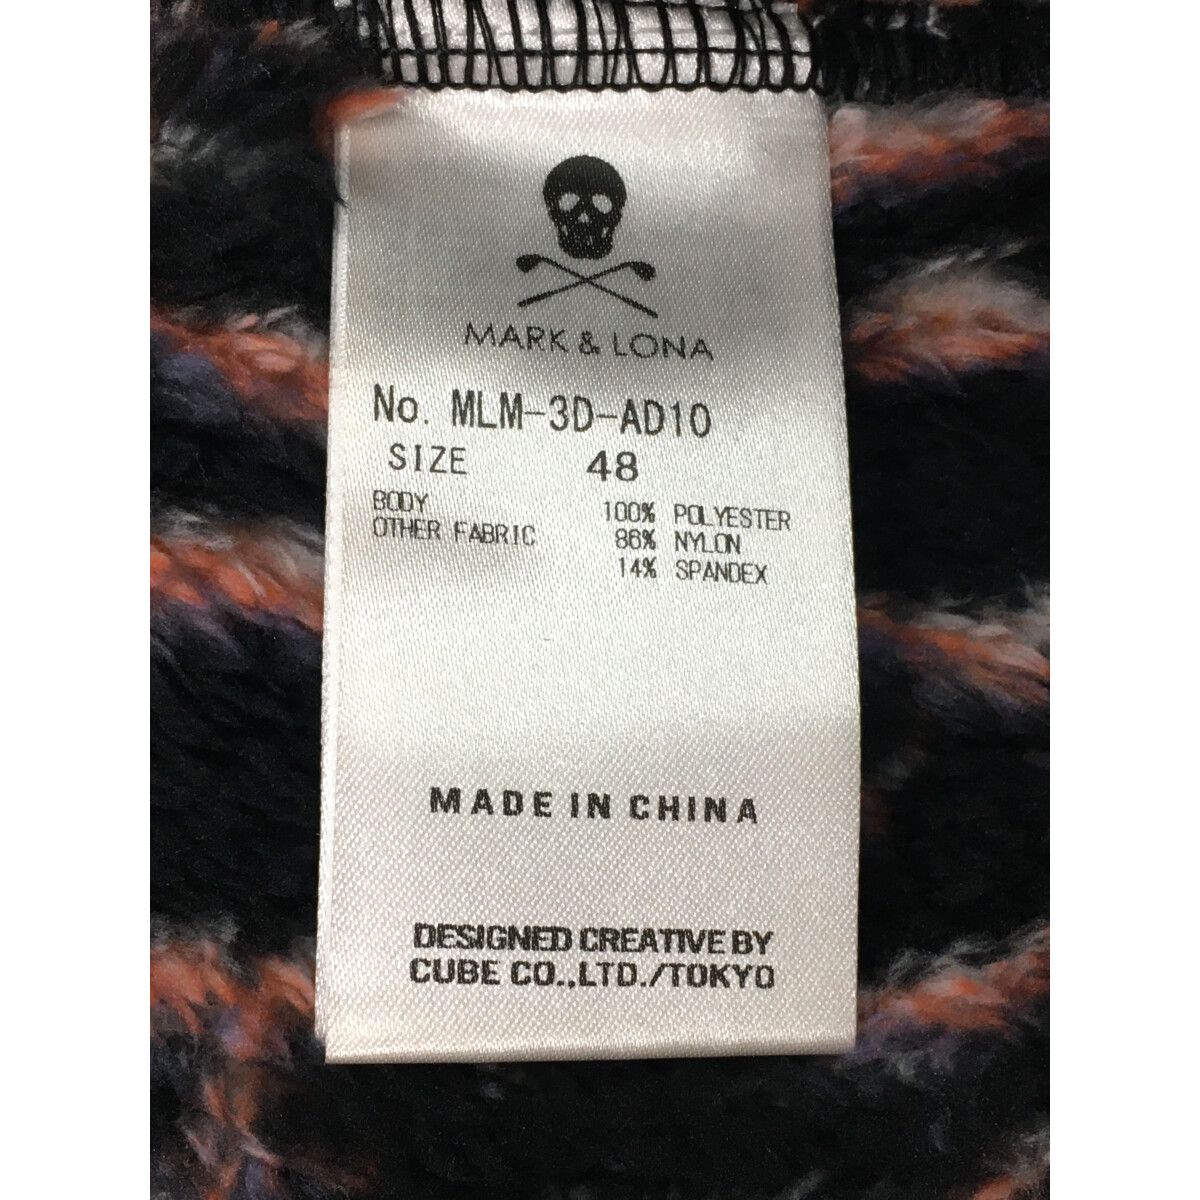 MARK & LONA
No. MLM-3D-AD10
SIZE 48
BODY 100% POLYESTER
OTHER FABRIC 86% NYLON
14% SPANDEX
MADE IN CHINA
DESIGNED CREATIVE BY
CUBE CO.,LTD./TOKYO